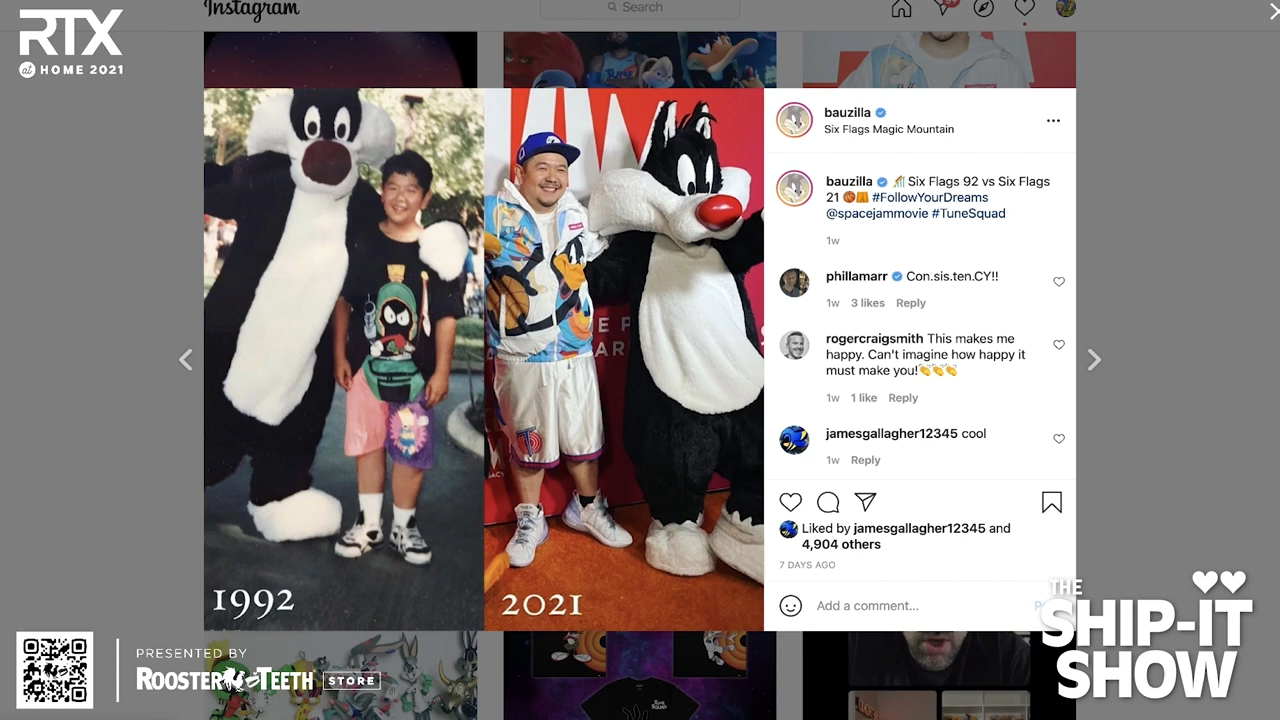 RTX
at HOME 2021
Instagram
Search
bauzilla
Six Flags Magic Mountain
bauzilla Six Flags 92 vs Six Flags
21 #FollowYourDreams
@spacejammovie #TuneSquad
1w
phillamarr Con.sis.ten.CY!!
1w 3 likes Reply
rogercraigsmith This makes me
happy. Can't imagine how happy it
must make you!👏👏👏
1w 1 like Reply
jamesgallagher12345 cool
1w Reply
Liked by jamesgallagher12345 and
4,904 others
7 DAYS AGO
Add a comment...
1992
2021
PRESENTED BY
ROOSTER TEETH STORE
THE
SHIP-IT
SHOW